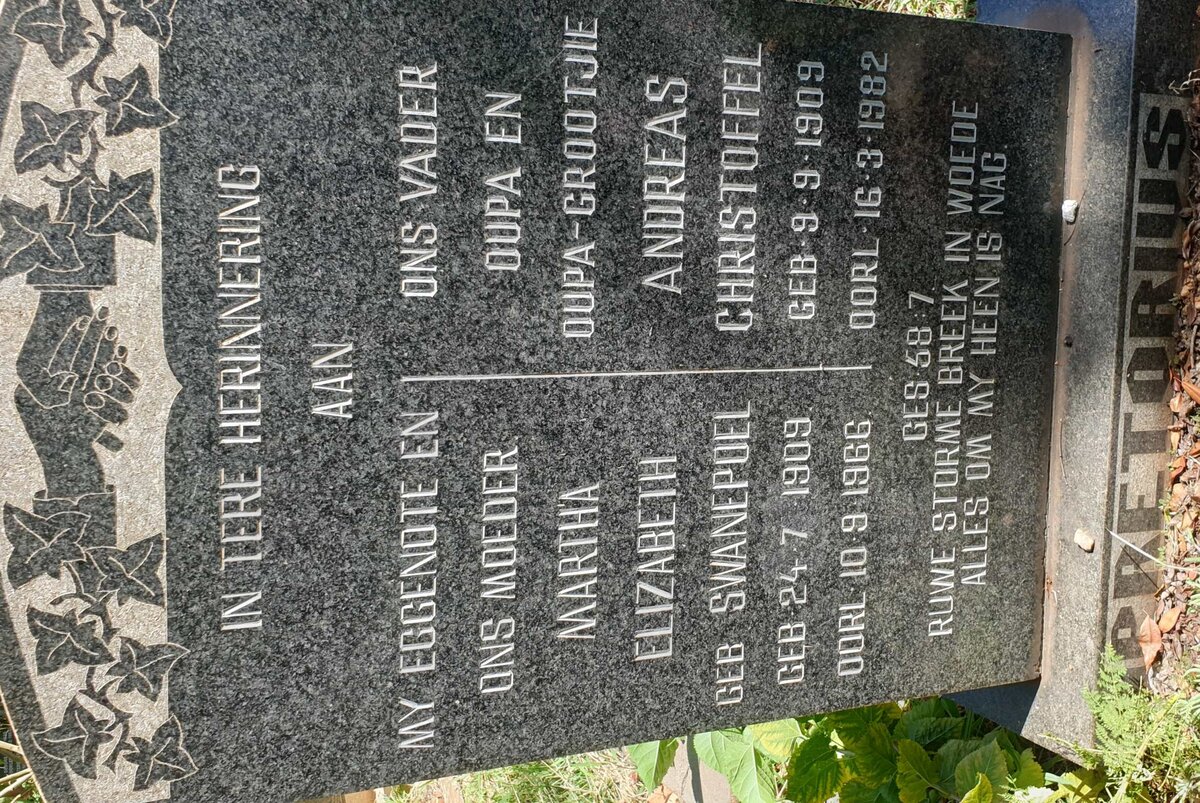 IN TERE HERINNERING
AAN
MY EGGENOTE EN
ONS MOEDER
MARTHA
ELIZABETH
GEB SWANEPOEL
GEB 24·7 1909
OORL 10·9·1966
ONS VADER
OUPA EN
OUPA-GROOTJIE
ANDREAS
CHRISTOFFEL
GEB·9·9·1909
OORL·16·3·1982
GES 68·7
RUWE STORME BREEK IN WOEDE
ALLES OM MY HEEN IS NAG
PRETORIUS